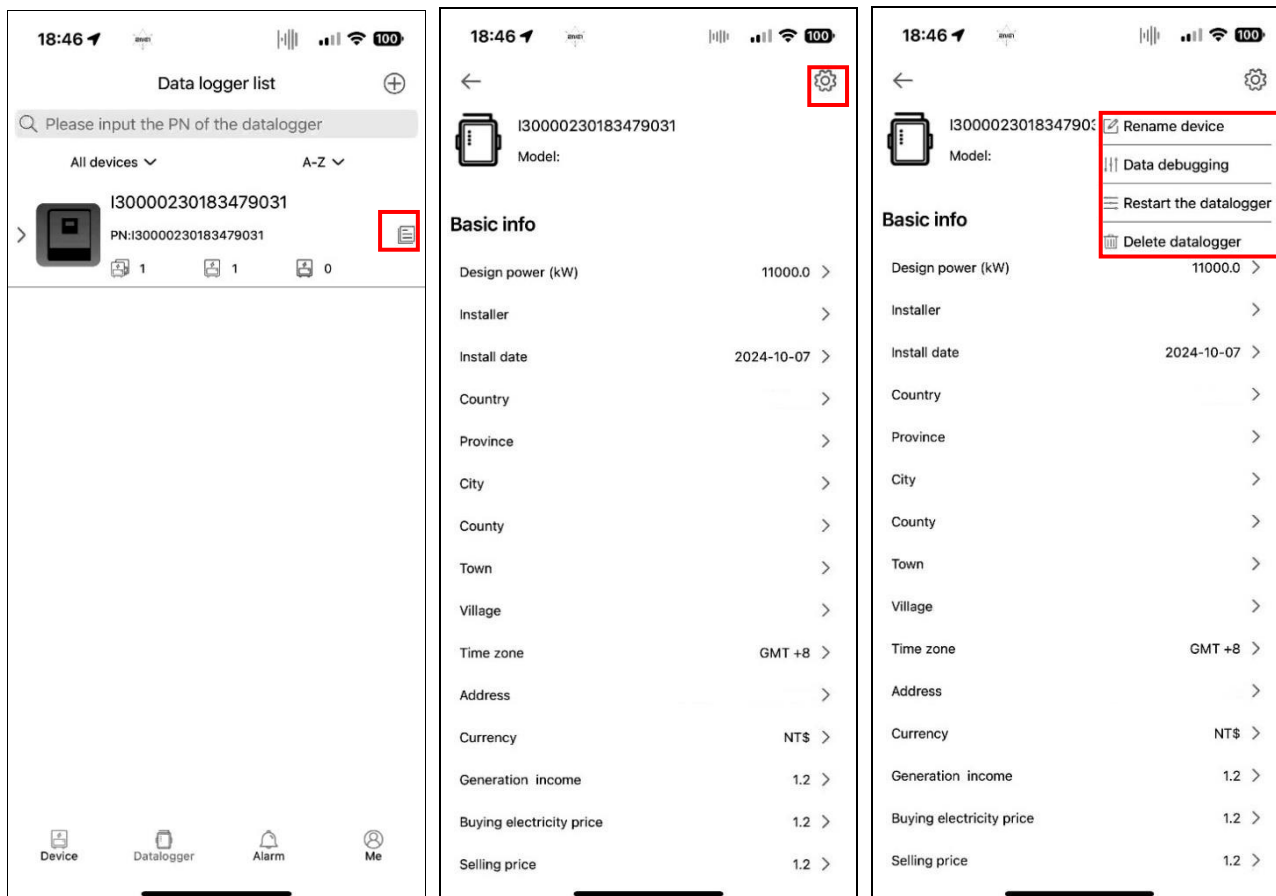 18:46
100
Data logger list
Please input the PN of the datalogger
All devices
A-Z
I30000230183479031
PN:I30000230183479031
1
1
0
Device
Datalogger
Alarm
Me
18:46
100
I30000230183479031
Model:
Basic info
Design power (kW) 11000.0
Installer
Install date 2024-10-07
Country
Province
City
County
Town
Village
Time zone GMT +8
Address
Currency NT$
Generation income 1.2
Buying electricity price 1.2
Selling price 1.2
18:46
100
I3000023018347903
Model:
Rename device
Data debugging
Restart the datalogger
Delete datalogger
Basic info
Design power (kW) 11000.0
Installer
Install date 2024-10-07
Country
Province
City
County
Town
Village
Time zone GMT +8
Address
Currency NT$
Generation income 1.2
Buying electricity price 1.2
Selling price 1.2